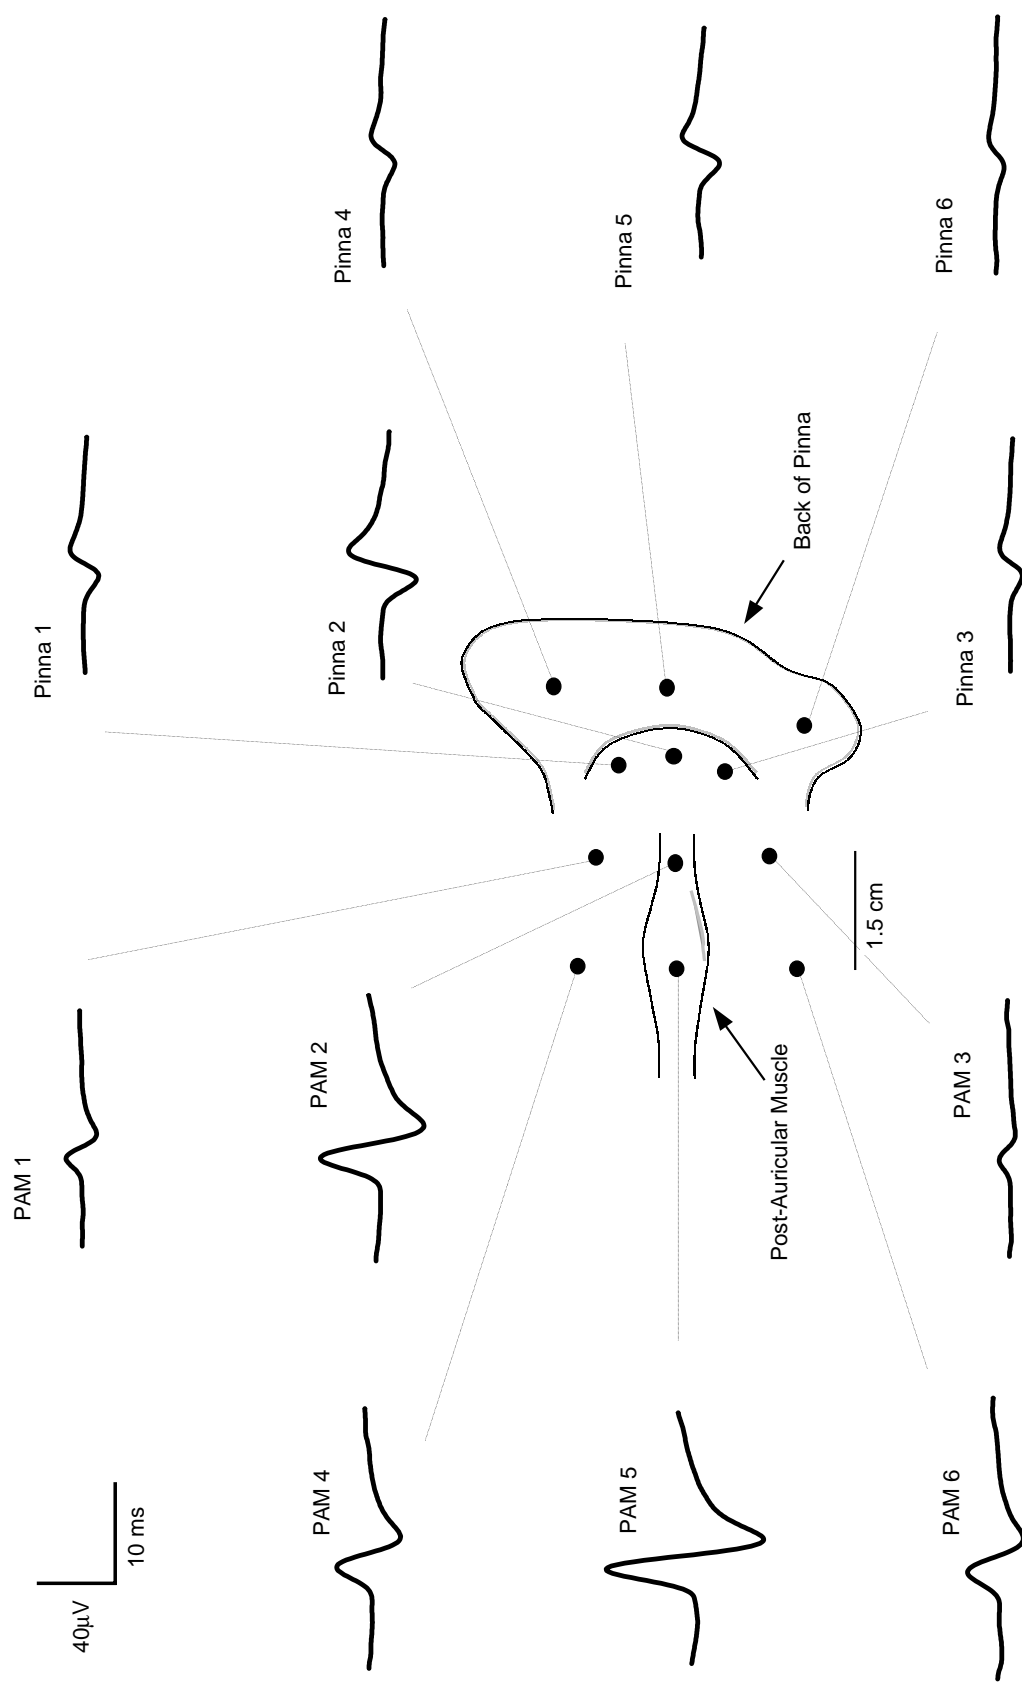 40μV
10 ms
PAM 1
Pinna 1
PAM 4
PAM 2
Pinna 2
Pinna 4
PAM 5
Pinna 5
Post-Auricular Muscle
Back of Pinna
1.5 cm
PAM 6
PAM 3
Pinna 3
Pinna 6